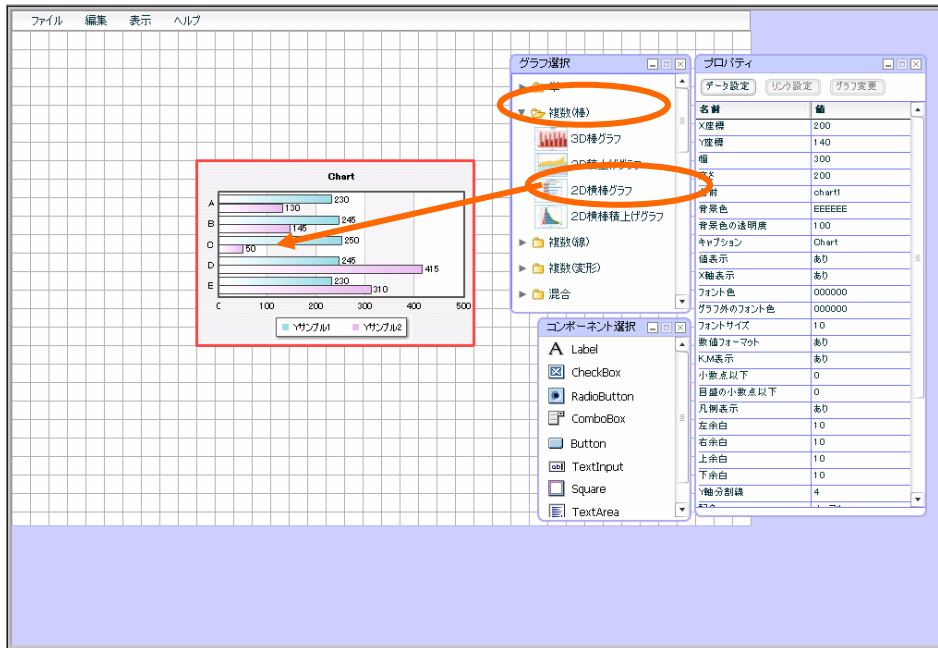 ファイル 編集 表示 ヘルプ
グラフ選択
複数(棒)
3D棒グラフ
2D横棒グラフ
2D横棒積上げグラフ
複数(線)
複数(変形)
混合
Chart
A 230
130
B 245
145
C 250
50
D 245
415
E 230
310
0 100 200 300 400 500
Yサンプル1 Yサンプル2
コンポーネント選択
Label
CheckBox
RadioButton
ComboBox
Button
TextInput
Square
TextArea
プロパティ
データ設定 リンク設定 グラフ変更
名前 値
X座標 200
Y座標 140
幅 300
200
chart1
背景色 EEEEEE
背景色の透明度 100
キャプション Chart
値表示 あり
X軸表示 あり
フォント色 000000
グラフ外のフォント色 000000
フォントサイズ 10
数値フォーマット あり
K,M表示 あり
小数点以下 0
目盛の小数点以下 0
凡例表示 あり
左余白 10
右余白 10
上余白 10
下余白 10
Y軸分割線 4